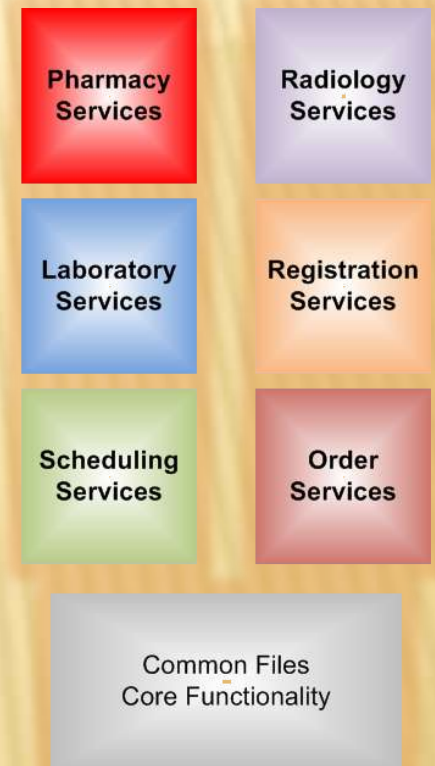 Pharmacy
Services
Radiology
Services
Laboratory
Services
Registration
Services
Scheduling
Services
Order
Services
Common Files
Core Functionality